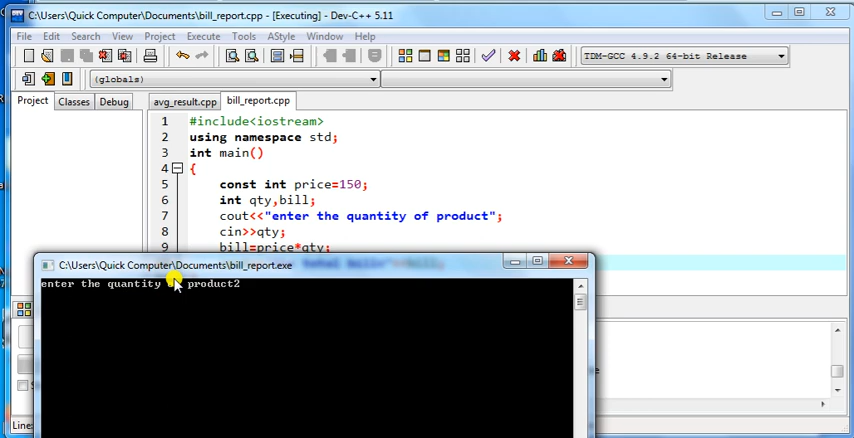 C:\Users\Quick Computer\Documents\bill_report.cpp - [Executing] - Dev-C++ 5.11
File Edit Search View Project Execute Tools AStyle Window Help
TDM-GCC 4.9.2 64-bit Release
(globals)
Project Classes Debug avg_result.cpp bill_report.cpp
1 #include<iostream>
2 using namespace std;
3 int main()
4 {
5 const int price=150;
6 int qty,bill;
7 cout<<"enter the quantity of product";
8 cin>>qty;
9 bill=price*qty;
C:\Users\Quick Computer\Documents\bill_report.exe
enter the quantity product2
Line: